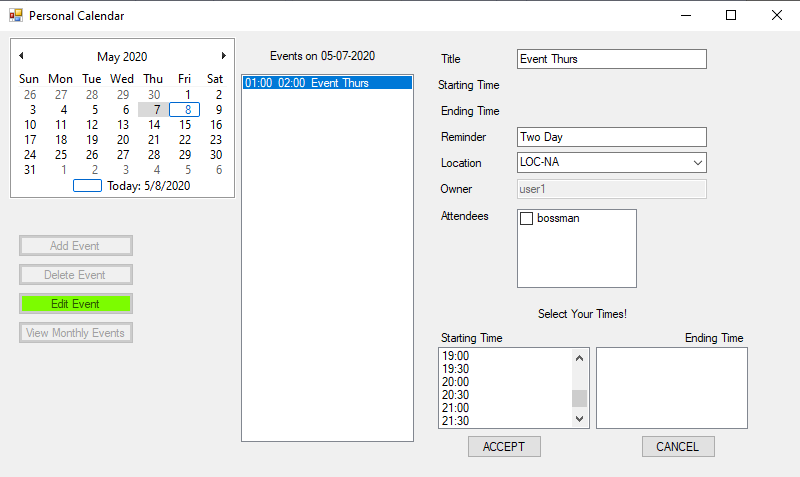 Personal Calendar
May 2020
Sun Mon Tue Wed Thu Fri Sat
26 27 28 29 30 1 2
3 4 5 6 7 8 9
10 11 12 13 14 15 16
17 18 19 20 21 22 23
24 25 26 27 28 29 30
31 1 2 3 4 5 6
Today: 5/8/2020
Add Event
Delete Event
Edit Event
View Monthly Events
Events on 05-07-2020
01:00 02:00 Event Thurs
Title Event Thurs
Starting Time
Ending Time
Reminder Two Day
Location LOC-NA
Owner user1
Attendees bossman
Select Your Times!
Starting Time Ending Time
19:00
19:30
20:00
20:30
21:00
21:30
ACCEPT CANCEL